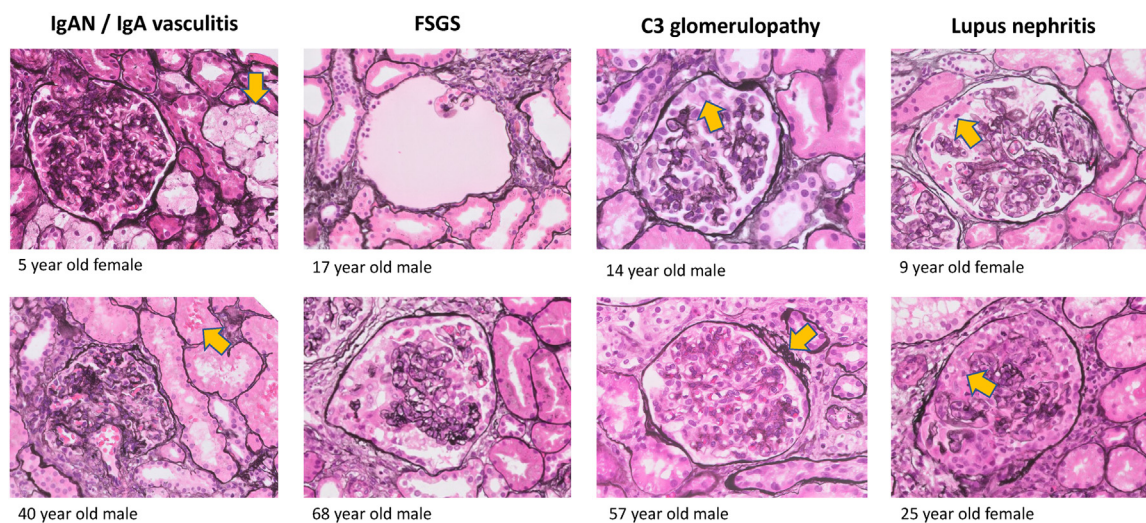 IgAN / IgA vasculitis
FSGS
C3 glomerulopathy
Lupus nephritis
5 year old female
17 year old male
14 year old male
9 year old female
40 year old male
68 year old male
57 year old male
25 year old female